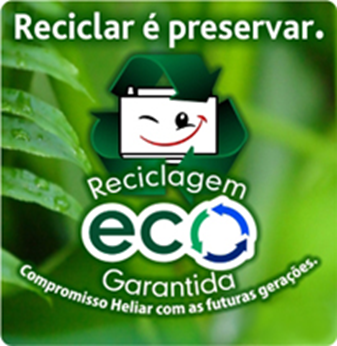 Reciclar é preservar.
Reciclagem
eco
Garantida
Compromisso Heliar com as futuras gerações.